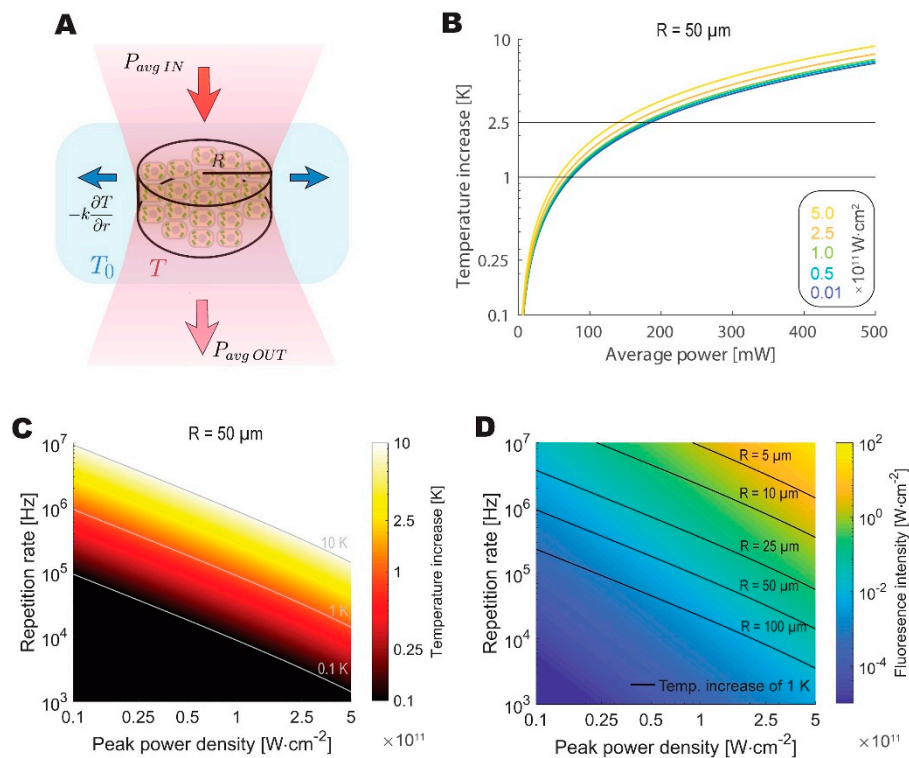 A
P_avg IN
R
−k ∂T/∂r
T_0
T
P_avg OUT
B
R = 50 µm
Temperature increase [K]
10
2.5
1
0.25
0.1
0
100
200
300
400
500
Average power [mW]
5.0
2.5
1.0
0.5
0.01
×10^11 W·cm^2
C
R = 50 µm
Repetition rate [Hz]
10^7
10^6
10^5
10^4
10^3
10 K
1 K
0.1 K
0.1
0.25
0.5
1
2.5
5
Peak power density [W·cm^-2]
×10^11
10
2.5
1
0.25
0.1
Temperature increase [K]
D
Repetition rate [Hz]
10^7
10^6
10^5
10^4
10^3
R = 5 µm
R = 10 µm
R = 25 µm
R = 50 µm
R = 100 µm
Temp. increase of 1 K
0.1
0.25
0.5
1
2.5
5
Peak power density [W·cm^-2]
×10^11
10^2
10^0
10^-2
10^-4
Fluoresence intensity [W·cm^-2]